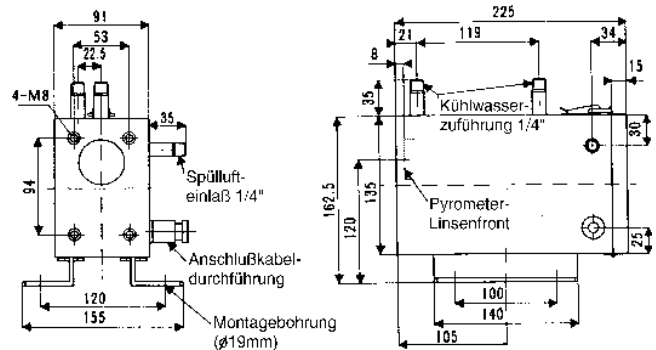 91
53
22.5
4-M8
35
94
Spülluft-
einlaß 1/4"
Anschlußkabel-
durchführung
120
155
Montagebohrung
(ø19mm)
225
21
119
34
8
15
35
Kühlwasser-
zuführung 1/4"
30
162.5
135
120
Pyrometer-
Linsenfront
25
100
140
105